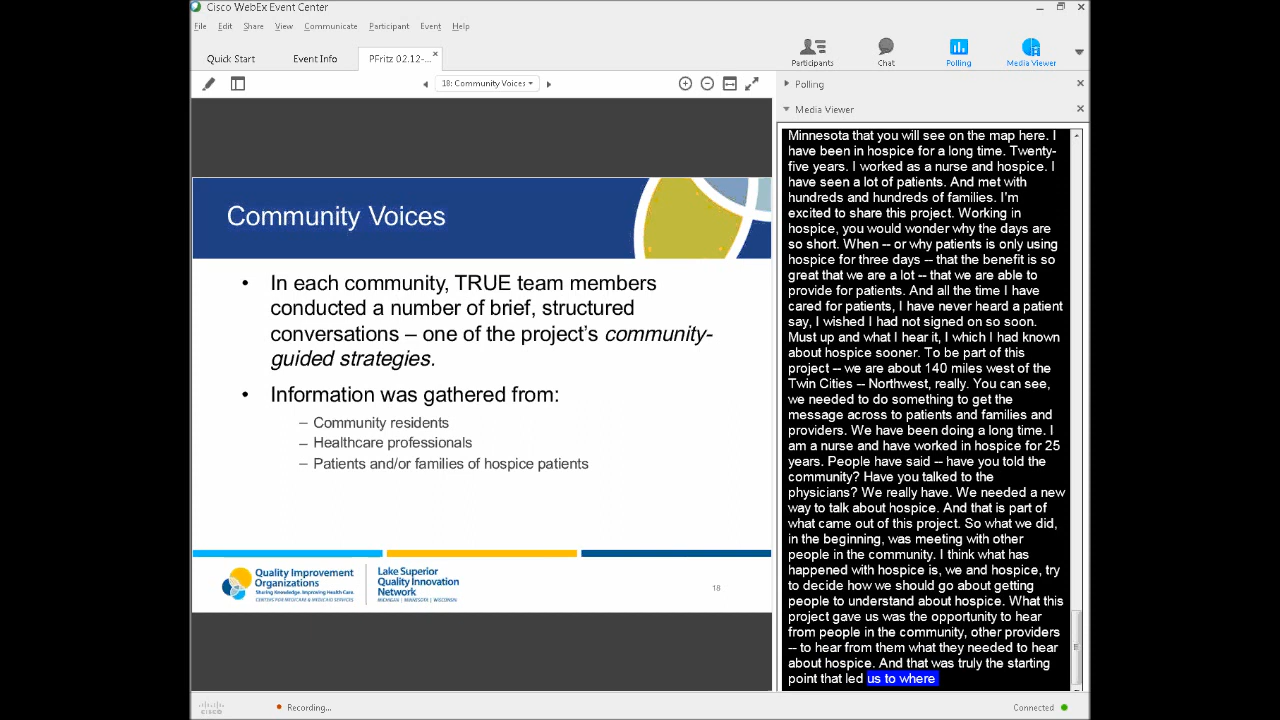 Cisco WebEx Event Center
File Edit Share View Communicate Participant Event Help
Quick Start Event Info PFritz 02.12-...
Participants Chat Polling Media Viewer
18: Community Voices
Polling
Media Viewer
Community Voices
• In each community, TRUE team members
conducted a number of brief, structured
conversations – one of the project's community-
guided strategies.
• Information was gathered from:
– Community residents
– Healthcare professionals
– Patients and/or families of hospice patients
Quality Improvement
Organizations
Sharing Knowledge. Improving Health Care.
CENTERS FOR MEDICARE & MEDICAID SERVICES
Lake Superior
Quality Innovation
Network
MICHIGAN | MINNESOTA | WISCONSIN
18
Minnesota that you will see on the map here. I
have been in hospice for a long time. Twenty-
five years. I worked as a nurse and hospice. I
have seen a lot of patients. And met with
hundreds and hundreds of families. I'm
excited to share this project. Working in
hospice, you would wonder why the days are
so short. When -- or why patients is only using
hospice for three days -- that the benefit is so
great that we are a lot -- that we are able to
provide for patients. And all the time I have
cared for patients, I have never heard a patient
say, I wished I had not signed on so soon.
Must up and what I hear it, I which I had known
about hospice sooner. To be part of this
project -- we are about 140 miles west of the
Twin Cities -- Northwest, really. You can see,
we needed to do something to get the
message across to patients and families and
providers. We have been doing a long time. I
am a nurse and have worked in hospice for 25
years. People have said -- have you told the
community? Have you talked to the
physicians? We really have. We needed a new
way to talk about hospice. And that is part of
what came out of this project. So what we did,
in the beginning, was meeting with other
people in the community. I think what has
happened with hospice is, we and hospice, try
to decide how we should go about getting
people to understand about hospice. What this
project gave us was the opportunity to hear
from people in the community, other providers
-- to hear from them what they needed to hear
about hospice. And that was truly the starting
point that led us to where
cisco
Recording...
Connected